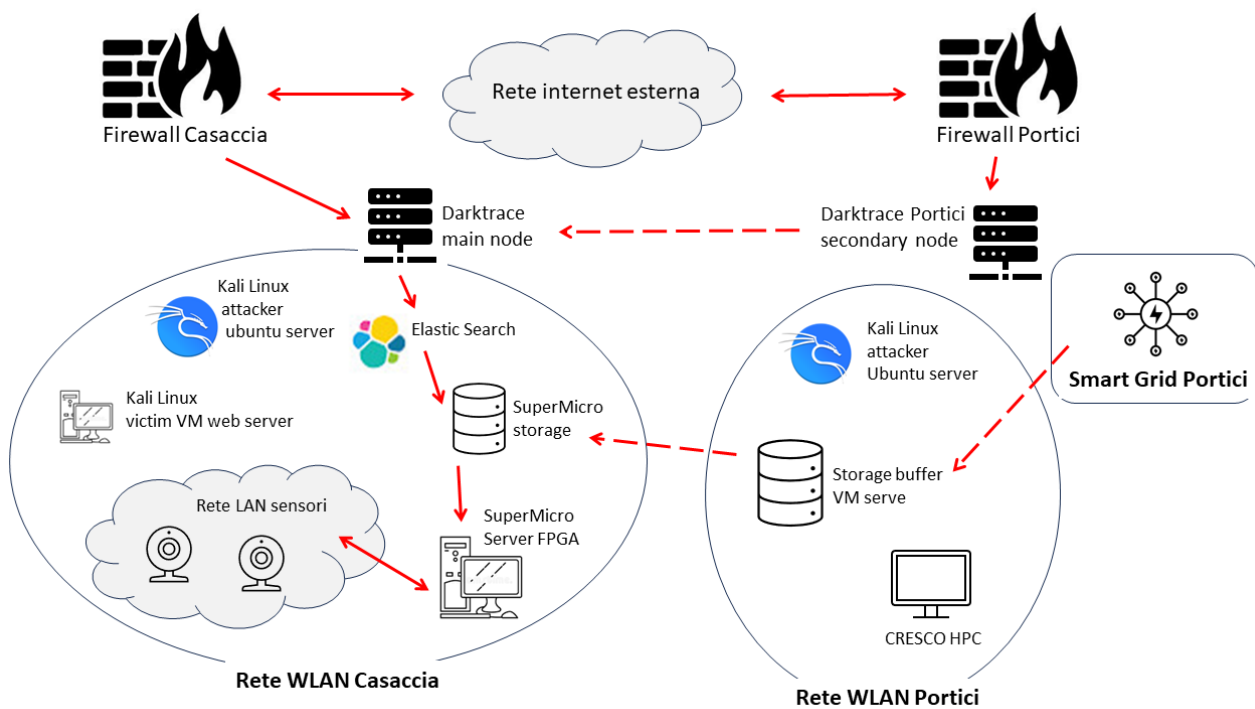 Rete internet esterna
Firewall Casaccia
Firewall Portici
Darktrace
main node
Darktrace Portici
secondary node
Kali Linux
attacker
ubuntu server
Elastic Search
Kali Linux
attacker
Ubuntu server
Smart Grid Portici
Kali Linux
victim VM web server
SuperMicro
storage
Storage buffer
VM serve
Rete LAN sensori
SuperMicro
Server FPGA
CRESCO HPC
Rete WLAN Casaccia
Rete WLAN Portici